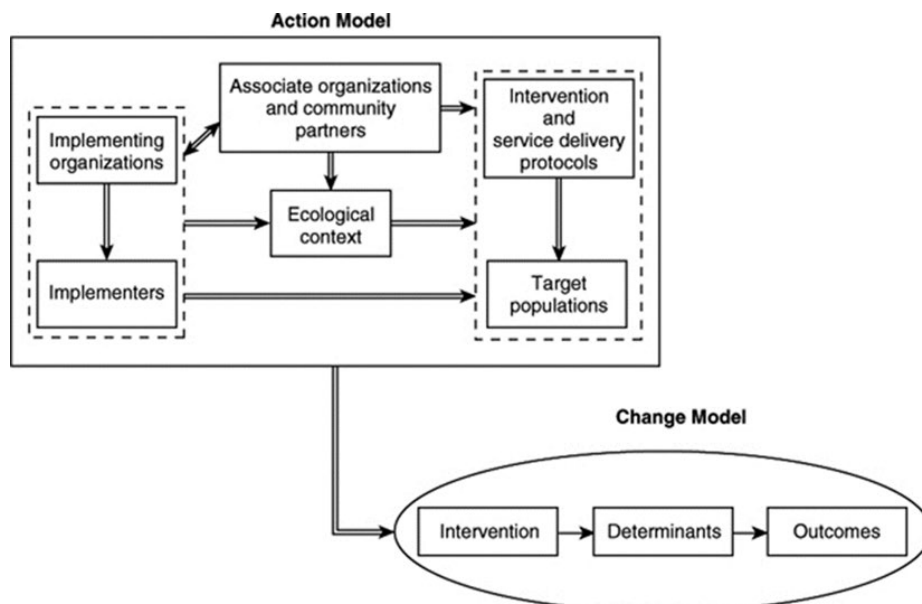 Action Model
Associate organizations
and community
partners
Intervention
and
service delivery
protocols
Implementing
organizations
Ecological
context
Implementers
Target
populations
Change Model
Intervention
Determinants
Outcomes